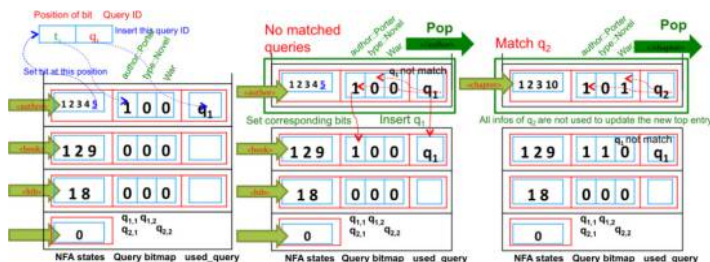 Position of bit Query ID
t₁ q₁
Insert this query ID
Set bit at this position
author::Porter
type::Novel
War
<author>
1 2 3 4 5
1 0 0
q₁
<book>
1 2 9
0 0 0
<bib>
1 8
0 0 0
0
q₁,₁ q₁,₂
q₂,₁ q₂,₂
NFA states Query bitmap used_query
No matched
queries
author::Porter
type::Novel
War
Pop
<author>
1 2 3 4 5
1 0 0
q₁ not match
q₁
Set corresponding bits
Insert q₁
<book>
1 2 9
1 0 0
q₁
<bib>
1 8
0 0 0
0
q₁,₁ q₁,₂
q₂,₁ q₂,₂
NFA states Query bitmap used_query
Match q₂
author::Porter
type::Novel
War
Pop
<chapter>
1 2 3 10
1 0 1
q₂
All infos of q₂ are not used to update the new top entry
q₁ not match
1 2 9
1 1 0
q₁
1 8
0 0 0
0
q₁,₁ q₁,₂
q₂,₁ q₂,₂
NFA states Query bitmap used_query